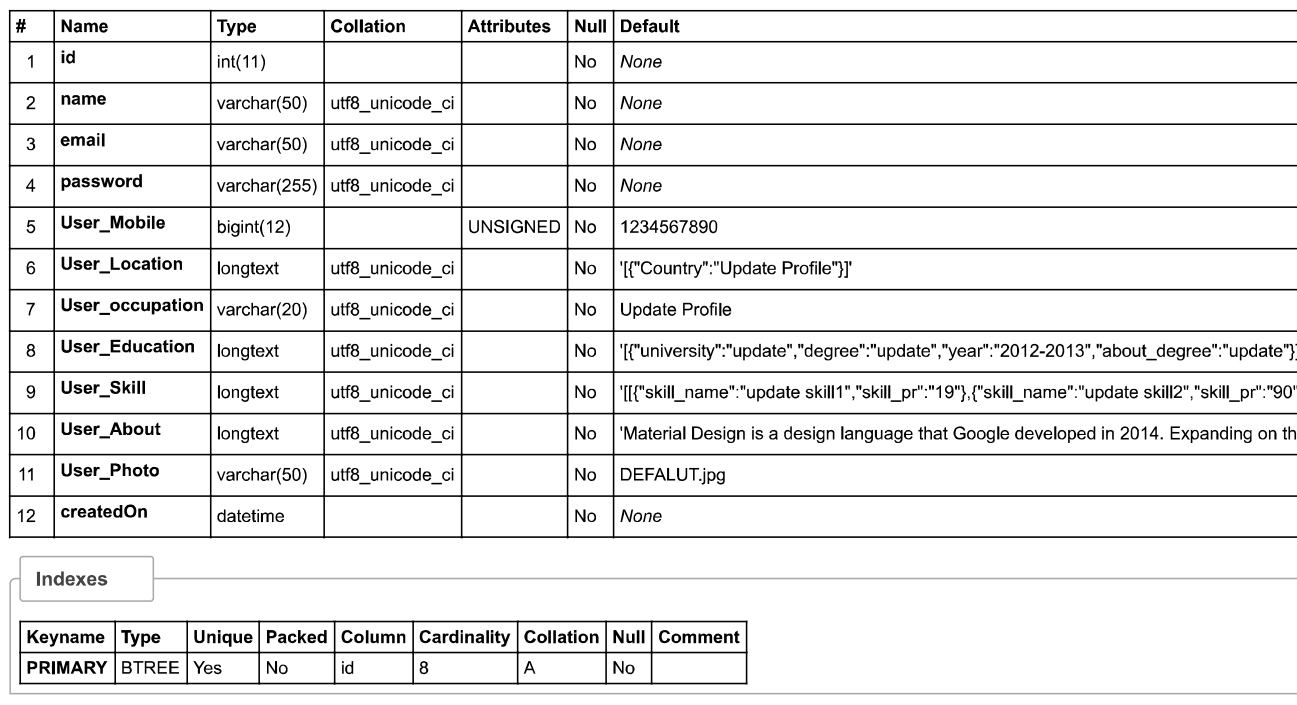 # Name Type Collation Attributes Null Default
1 id int(11) No None
2 name varchar(50) utf8_unicode_ci No None
3 email varchar(50) utf8_unicode_ci No None
4 password varchar(255) utf8_unicode_ci No None
5 User_Mobile bigint(12) UNSIGNED No 1234567890
6 User_Location longtext utf8_unicode_ci No '[{"Country":"Update Profile"}]'
7 User_occupation varchar(20) utf8_unicode_ci No Update Profile
8 User_Education longtext utf8_unicode_ci No '[{"university":"update","degree":"update","year":"2012-2013","about_degree":"update"}]
9 User_Skill longtext utf8_unicode_ci No '[[{"skill_name":"update skill1","skill_pr":"19"},{"skill_name":"update skill2","skill_pr":"90"
10 User_About longtext utf8_unicode_ci No 'Material Design is a design language that Google developed in 2014. Expanding on th
11 User_Photo varchar(50) utf8_unicode_ci No DEFALUT.jpg
12 createdOn datetime No None
Indexes
Keyname Type Unique Packed Column Cardinality Collation Null Comment
PRIMARY BTREE Yes No id 8 A No